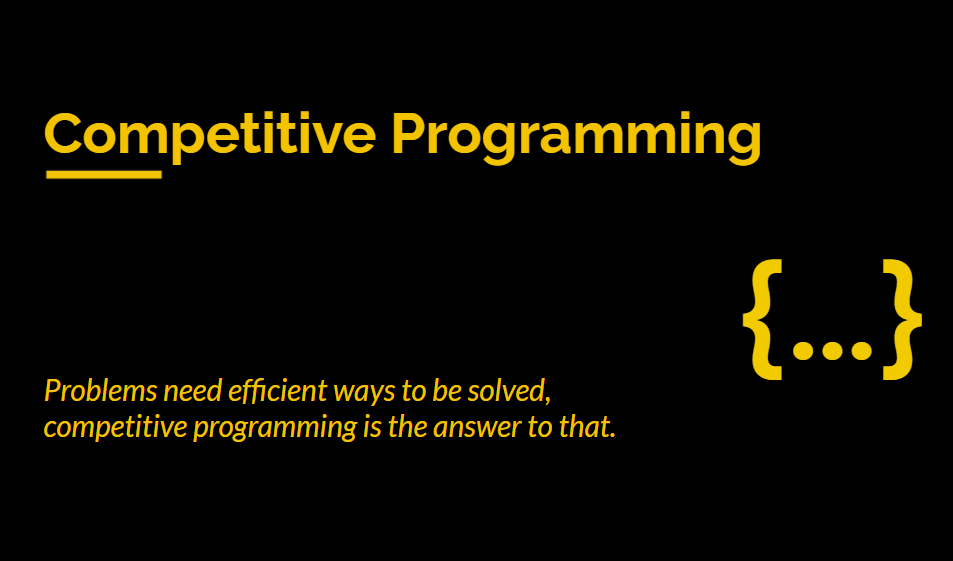 Competitive Programming
{...}
Problems need efficient ways to be solved,
competitive programming is the answer to that.